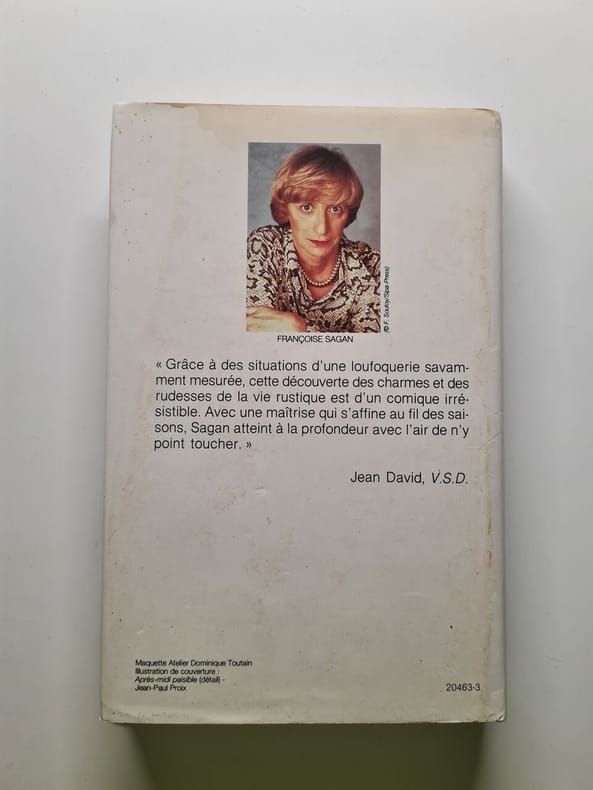 (© F. Souloy/Sipa-Press)
FRANÇOISE SAGAN
« Grâce à des situations d'une loufoquerie savam-
ment mesurée, cette découverte des charmes et des
rudesses de la vie rustique est d'un comique irré-
sistible. Avec une maîtrise qui s'affine au fil des sai-
sons, Sagan atteint à la profondeur avec l'air de n'y
point toucher. »
Jean David, V.S.D.
Maquette Atelier Dominique Toutain
Illustration de couverture :
Après-midi paisible (détail) -
Jean-Paul Proix
20463-3